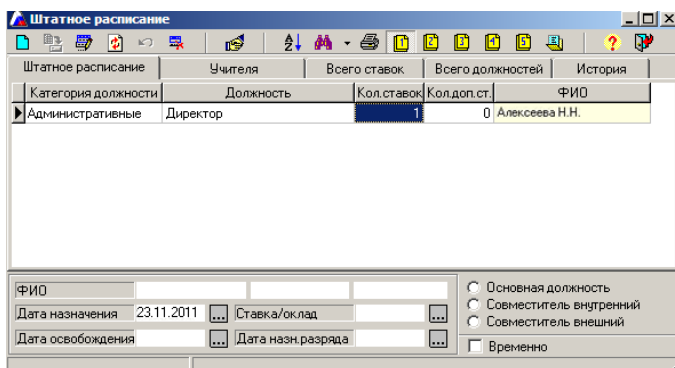 Штатное расписание
Штатное расписание Учителя Всего ставок Всего должностей История
Категория должности Должность Кол.ставок Кол.доп.ст. ФИО
Административные Директор 1 0 Алексеева Н.Н.
ФИО
Дата назначения 23.11.2011 ... Ставка/оклад ...
Дата освобождения ... Дата назн.разряда ...
Основная должность
Совместитель внутренний
Совместитель внешний
Временно